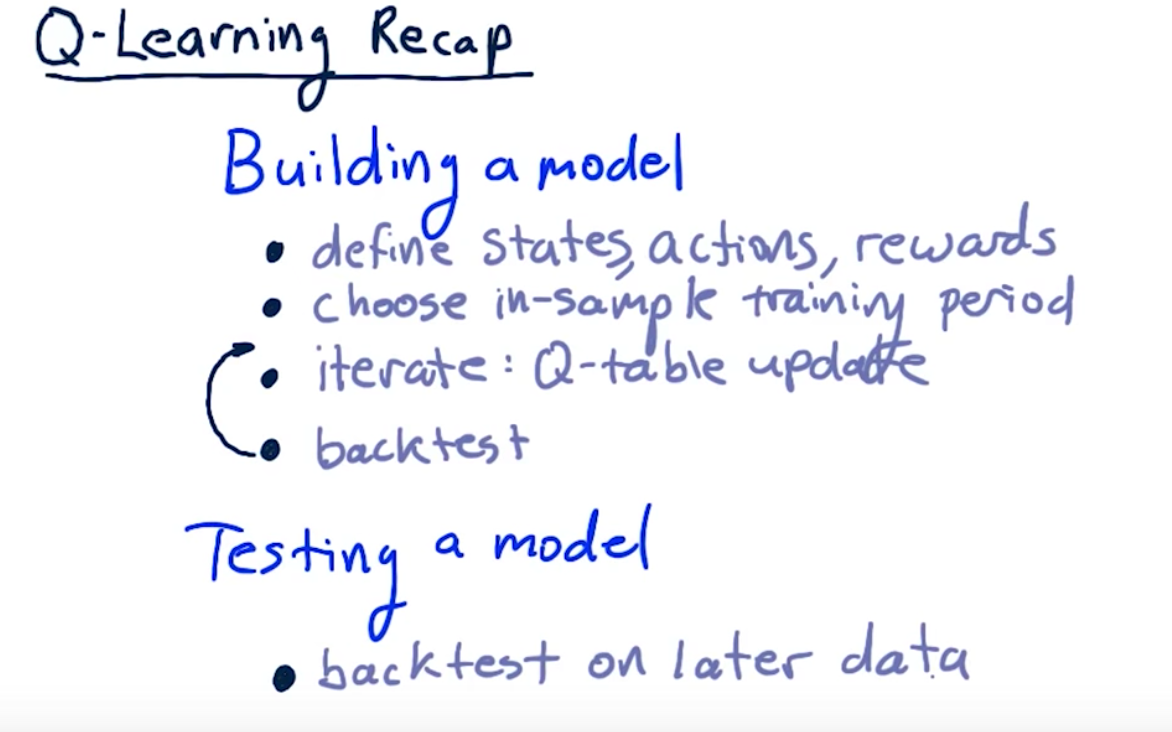 Q-Learning Recap
Building a model
• define states, actions, rewards
• choose in-sample training period
• iterate: Q-table update
• backtest
Testing a model
• backtest on later data